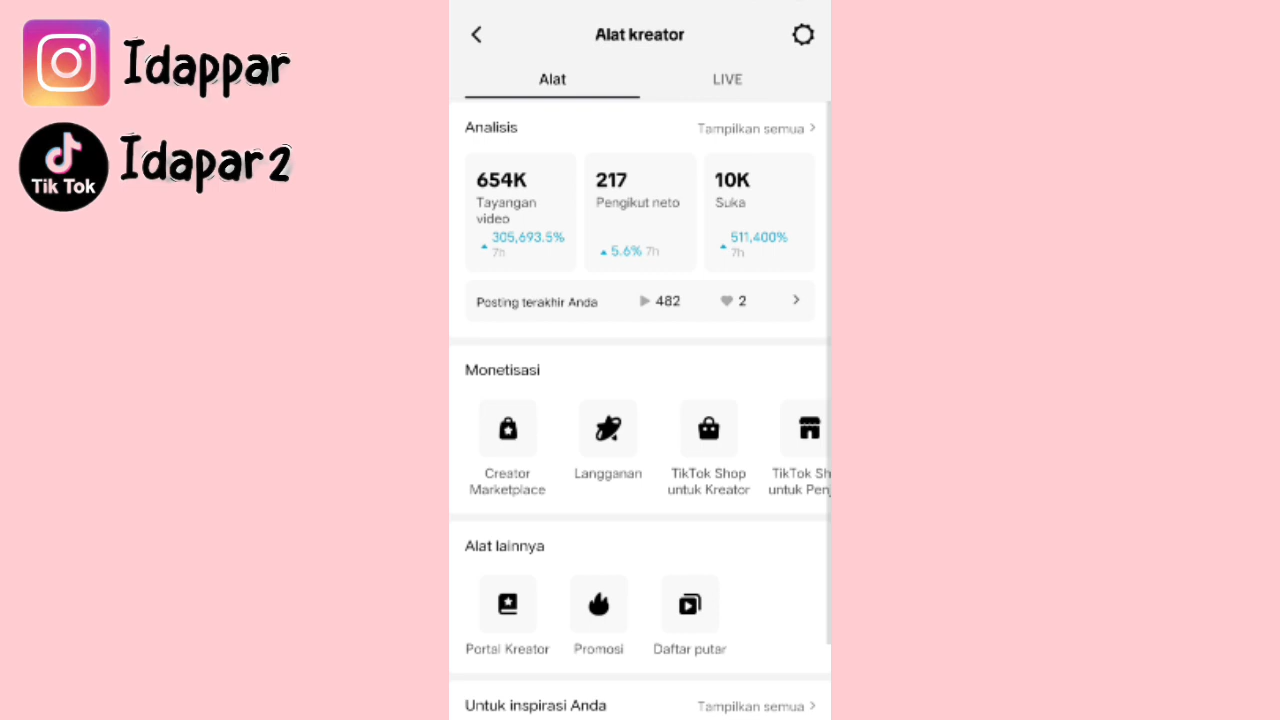 Idappar
Tik Tok
Idapar2
Alat kreator
Alat
LIVE
Analisis
Tampilkan semua
654K
Tayangan
video
305,693.5%
7h
217
Pengikut neto
5.6% 7h
10K
Suka
511,400%
7h
Posting terakhir Anda
482
2
Monetisasi
Creator
Marketplace
Langganan
TikTok Shop
untuk Kreator
TikTok Sh
untuk Penj
Alat lainnya
Portal Kreator
Promosi
Daftar putar
Untuk inspirasi Anda
Tampilkan semua